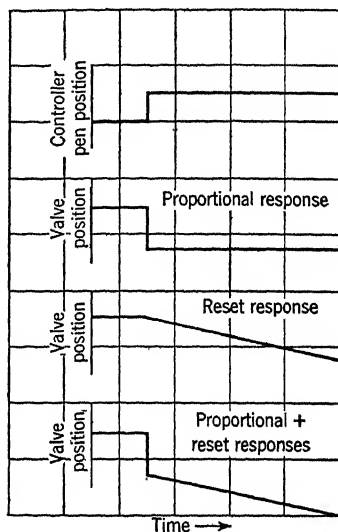 Controller
pen position
Valve
position
Proportional response
Valve
position
Reset response
Valve
position,
Proportional +
reset responses
Time →